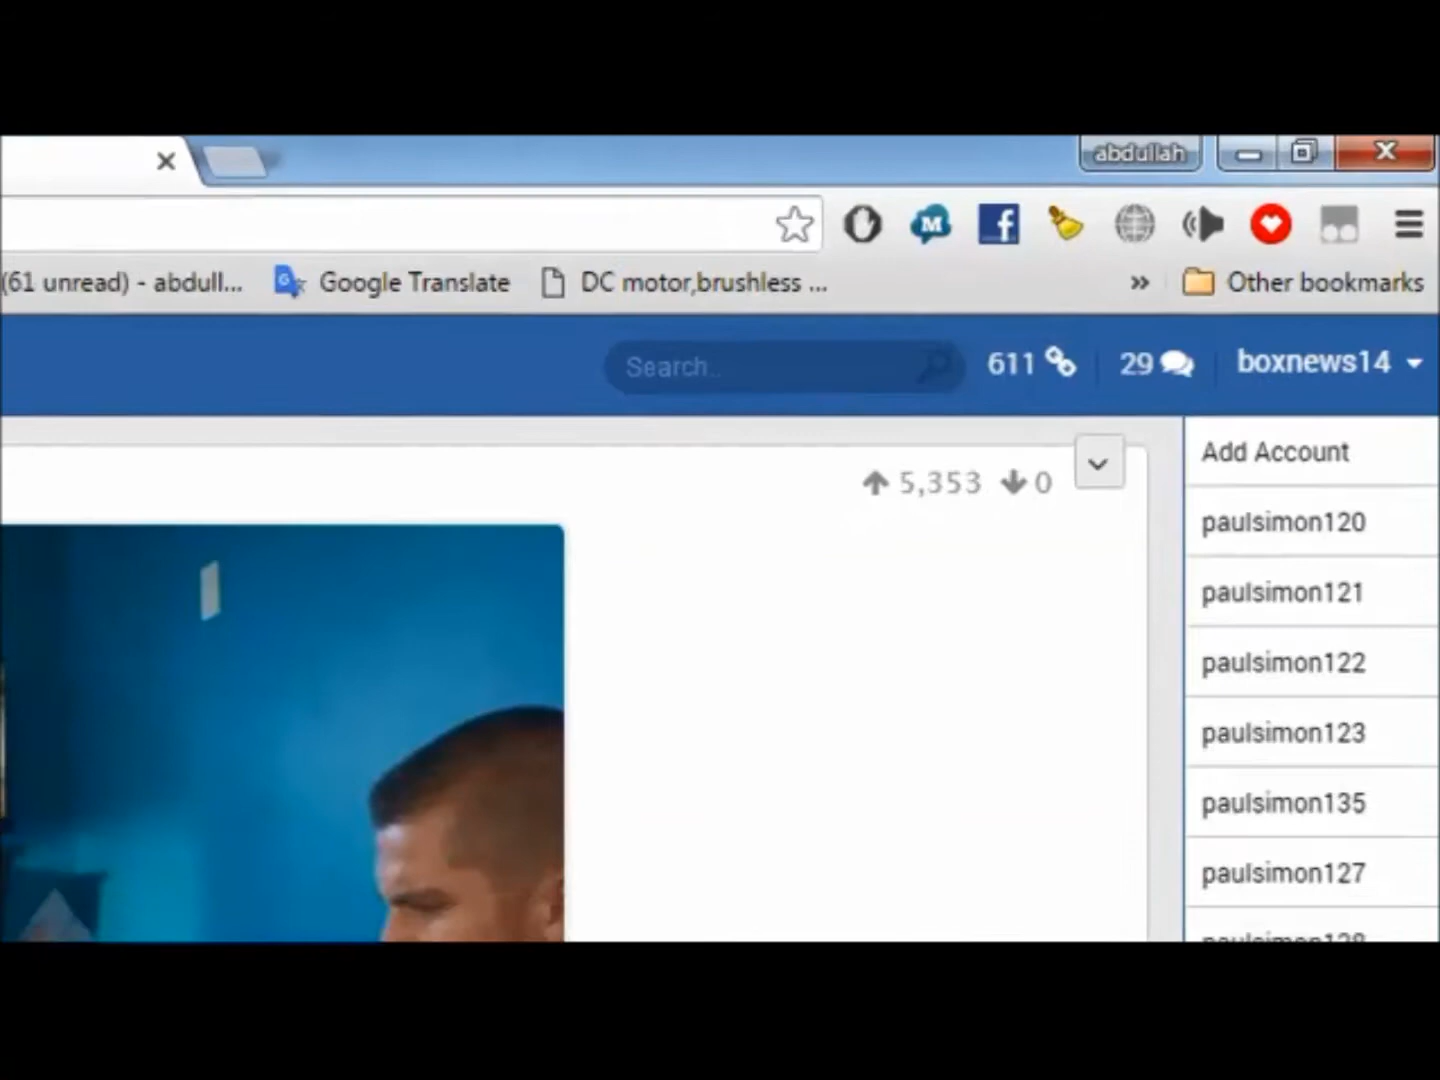 abdullah
M
f
(61 unread) - abdull...
Google Translate
DC motor,brushless ...
»
Other bookmarks
Search..
611
29
boxnews14
5,353
0
Add Account
paulsimon120
paulsimon121
paulsimon122
paulsimon123
paulsimon135
paulsimon127
paulsimon128